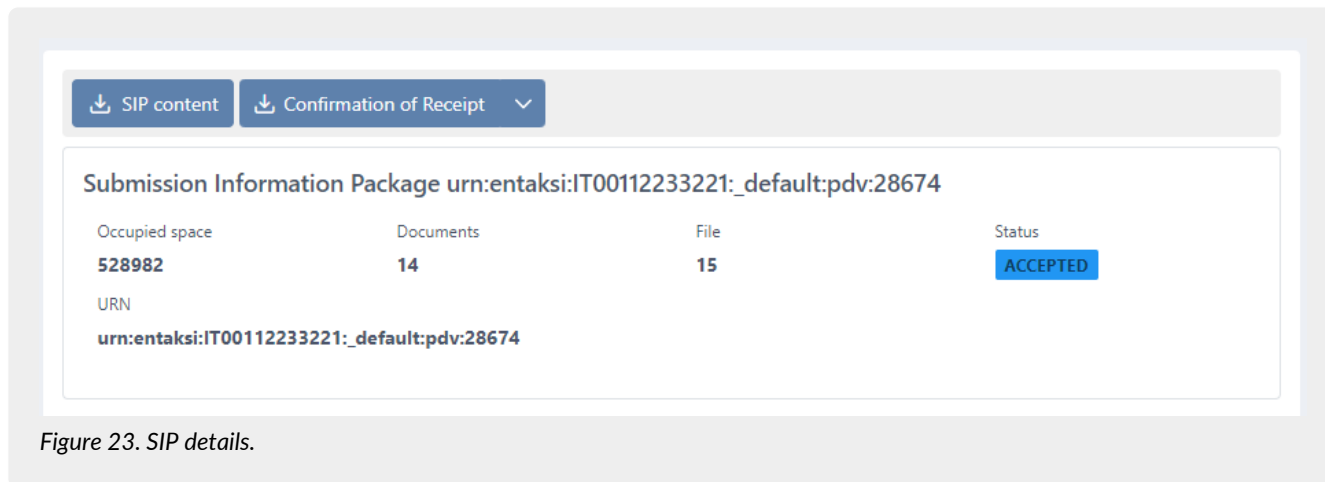 SIP content Confirmation of Receipt
Submission Information Package urn:entaksi:IT00112233221:_default:pdv:28674
Occupied space Documents File Status
528982 14 15 ACCEPTED
URN
urn:entaksi:IT00112233221:_default:pdv:28674
Figure 23. SIP details.